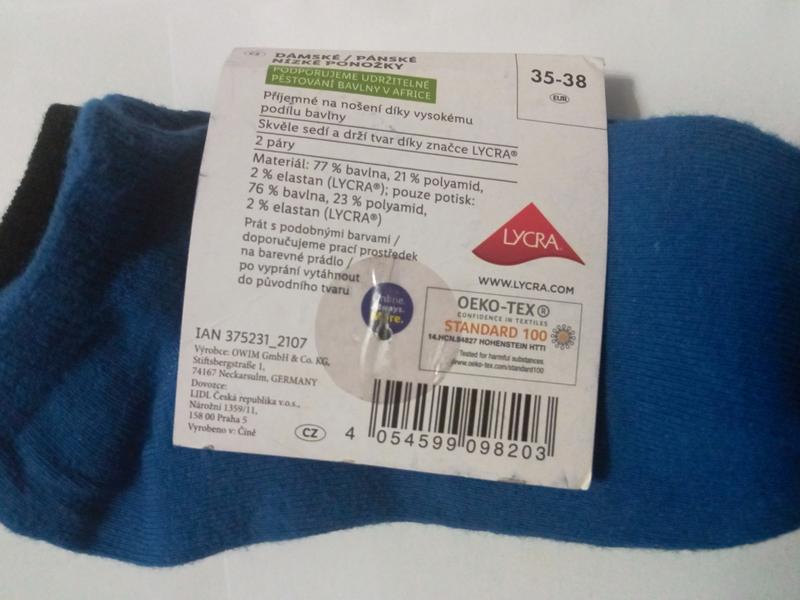 CZ
DÁMSKÉ / PÁNSKÉ
NÍZKÉ PONOŽKY
PODPORUJEME UDRŽITELNÉ
PĚSTOVÁNÍ BAVLNY V AFRICE
35-38
EUR
Příjemné na nošení díky vysokému
podílu bavlny
Skvěle sedí a drží tvar díky značce LYCRA®
2 páry
Materiál: 77 % bavlna, 21 % polyamid,
2 % elastan (LYCRA®); pouze potisk:
76 % bavlna, 23 % polyamid,
2 % elastan (LYCRA®)
Prát s podobnými barvami /
doporučujeme prací prostředek
na barevné prádlo /
po vyprání vytáhnout
do původního tvaru
LYCRA
WWW.LYCRA.COM
Online.
Always.
More.
OEKO-TEX®
CONFIDENCE IN TEXTILES
STANDARD 100
14.HCN.84827 HOHENSTEIN HTTI
Tested for harmful substances.
www.oeko-tex.com/standard100
IAN 375231_2107
Výrobce: OWIM GmbH & Co. KG,
Stiftsbergstraße 1,
74167 Neckarsulm, GERMANY
Dovozce:
LIDL Česká republika v.o.s.,
Nárožní 1359/11,
158 00 Praha 5
Vyrobeno v: Číně
CZ
4 054599 098203